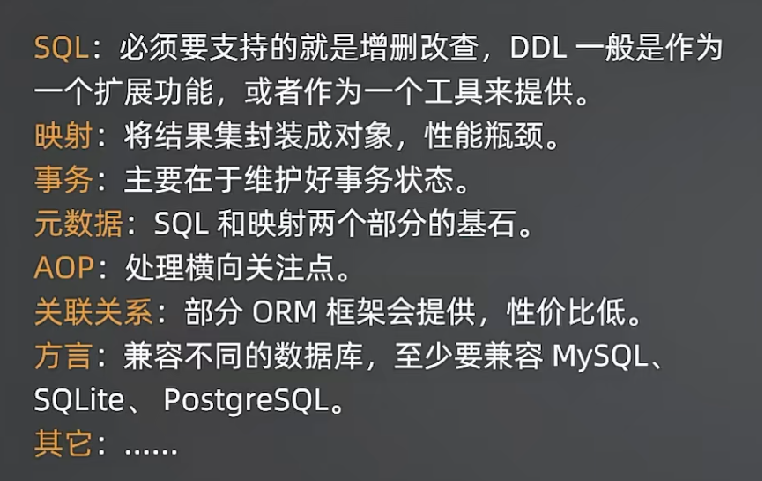 SQL：必须要支持的就是增删改查，DDL 一般是作为
一个扩展功能，或者作为一个工具来提供。
映射：将结果集封装成对象，性能瓶颈。
事务：主要在于维护好事务状态。
元数据：SQL 和映射两个部分的基石。
AOP：处理横向关注点。
关联关系：部分 ORM 框架会提供，性价比低。
方言：兼容不同的数据库，至少要兼容 MySQL、
SQLite、 PostgreSQL。
其它：......